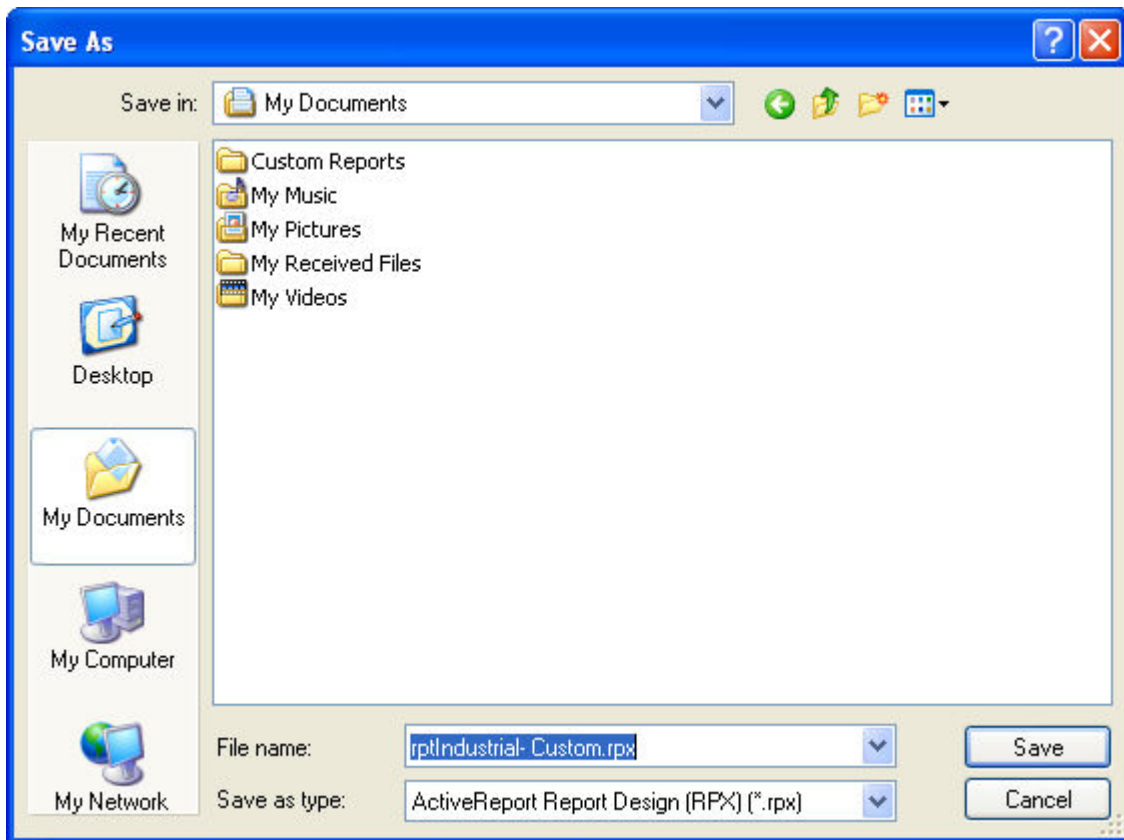 Save As
Save in:
My Documents
My Recent
Documents
Desktop
My Documents
My Computer
My Network
Custom Reports
My Music
My Pictures
My Received Files
My Videos
File name:
rptIndustrial- Custom.rpx
Save
Save as type:
ActiveReport Report Design (RPX) (*.rpx)
Cancel